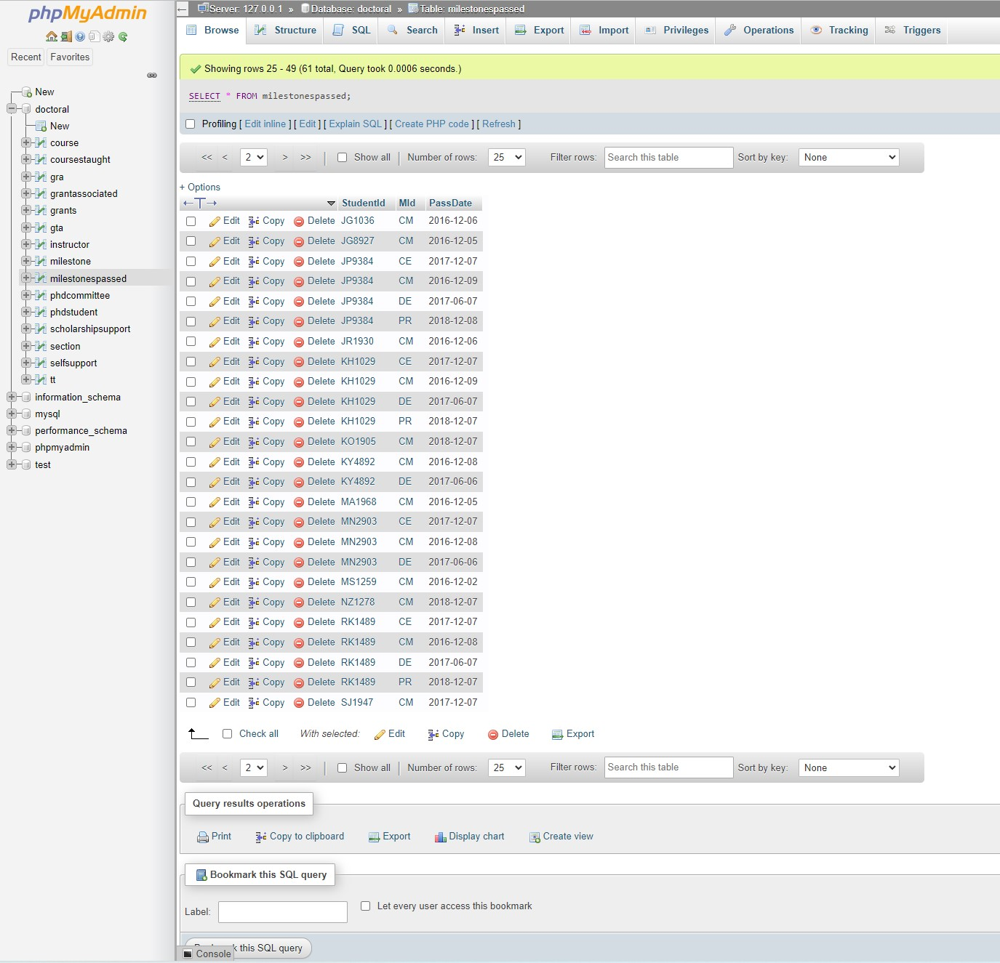 phpMyAdmin
Recent Favorites
New
doctoral
New
course
coursestaught
gra
grantassociated
grants
gta
instructor
milestone
milestonespassed
phdcommittee
phdstudent
scholarshipsupport
section
selfsupport
tt
information_schema
mysql
performance_schema
phpmyadmin
test
Server: 127.0.0.1 » Database: doctoral » Table: milestonespassed
Browse Structure SQL Search Insert Export Import Privileges Operations Tracking Triggers
Showing rows 25 - 49 (61 total, Query took 0.0006 seconds.)
SELECT * FROM milestonespassed;
Profiling [ Edit inline ] [ Edit ] [ Explain SQL ] [ Create PHP code ] [ Refresh ]
<< < 2 > >> Show all Number of rows: 25 Filter rows: Search this table Sort by key: None
+ Options
StudentId MId PassDate
Edit Copy Delete JG1036 CM 2016-12-06
Edit Copy Delete JG8927 CM 2016-12-05
Edit Copy Delete JP9384 CE 2017-12-07
Edit Copy Delete JP9384 CM 2016-12-09
Edit Copy Delete JP9384 DE 2017-06-07
Edit Copy Delete JP9384 PR 2018-12-08
Edit Copy Delete JR1930 CM 2016-12-06
Edit Copy Delete KH1029 CE 2017-12-07
Edit Copy Delete KH1029 CM 2016-12-09
Edit Copy Delete KH1029 DE 2017-06-07
Edit Copy Delete KH1029 PR 2018-12-07
Edit Copy Delete KO1905 CM 2018-12-07
Edit Copy Delete KY4892 CM 2016-12-08
Edit Copy Delete KY4892 DE 2017-06-06
Edit Copy Delete MA1968 CM 2016-12-05
Edit Copy Delete MN2903 CE 2017-12-07
Edit Copy Delete MN2903 CM 2016-12-08
Edit Copy Delete MN2903 DE 2017-06-06
Edit Copy Delete MS1259 CM 2016-12-02
Edit Copy Delete NZ1278 CM 2018-12-07
Edit Copy Delete RK1489 CE 2017-12-07
Edit Copy Delete RK1489 CM 2016-12-08
Edit Copy Delete RK1489 DE 2017-06-07
Edit Copy Delete RK1489 PR 2018-12-07
Edit Copy Delete SJ1947 CM 2017-12-07
Check all With selected: Edit Copy Delete Export
<< < 2 > >> Show all Number of rows: 25 Filter rows: Search this table Sort by key: None
Query results operations
Print Copy to clipboard Export Display chart Create view
Bookmark this SQL query
Label: Let every user access this bookmark
this SQL query
Console